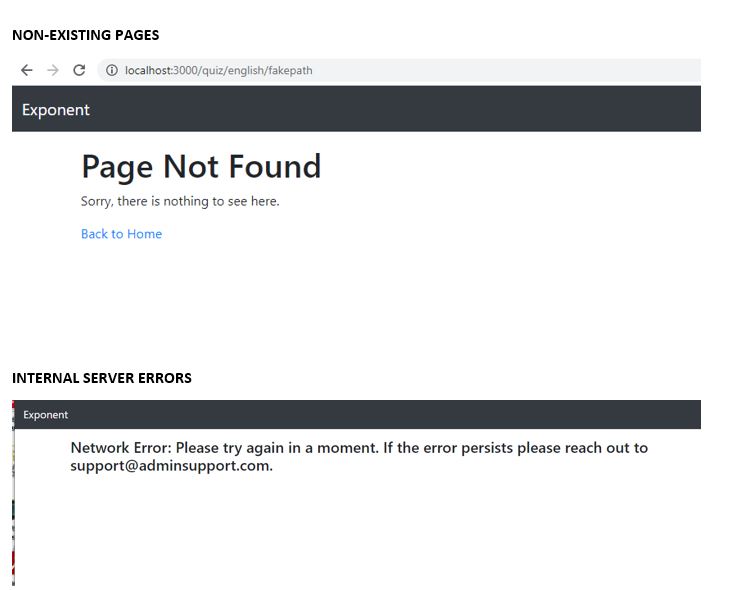 NON-EXISTING PAGES
localhost:3000/quiz/english/fakepath
Exponent
Page Not Found
Sorry, there is nothing to see here.
Back to Home
INTERNAL SERVER ERRORS
Exponent
Network Error: Please try again in a moment. If the error persists please reach out to
support@adminsupport.com.